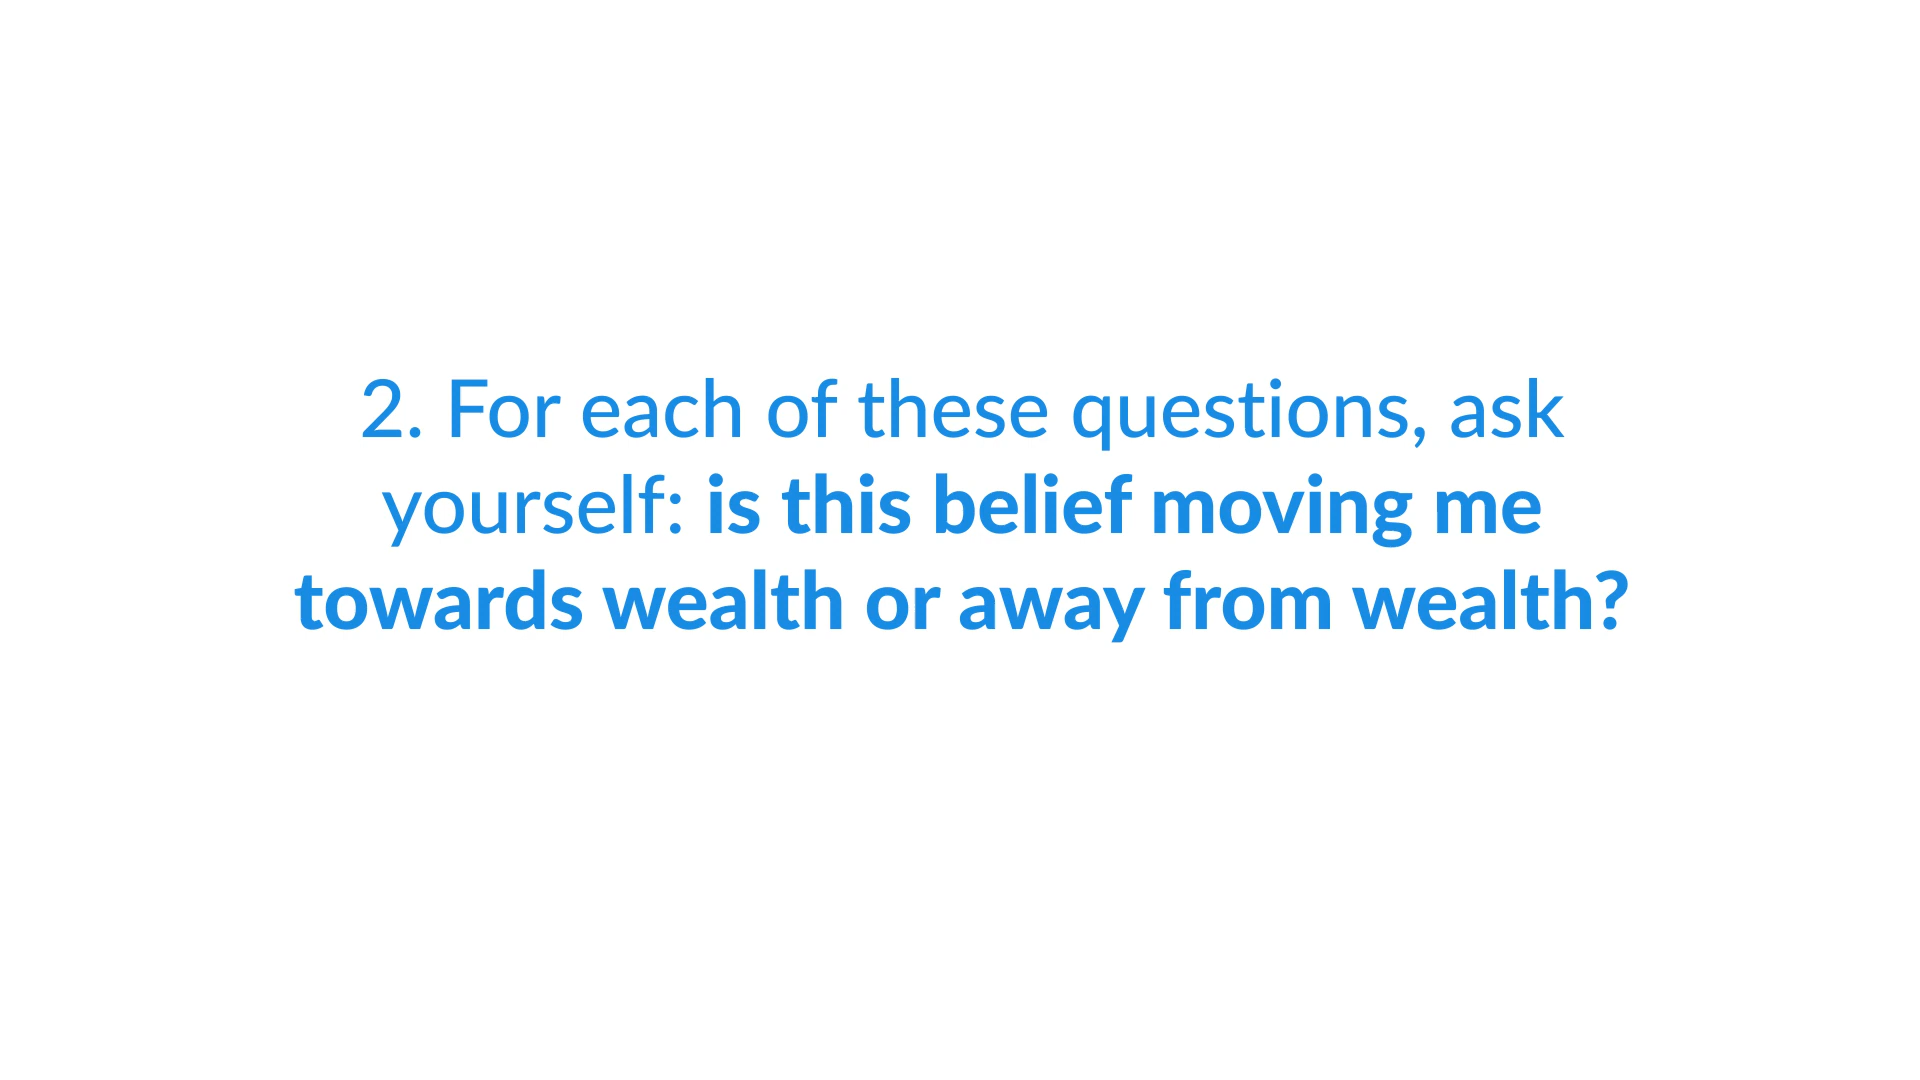 2. For each of these questions, ask
yourself: is this belief moving me
towards wealth or away from wealth?